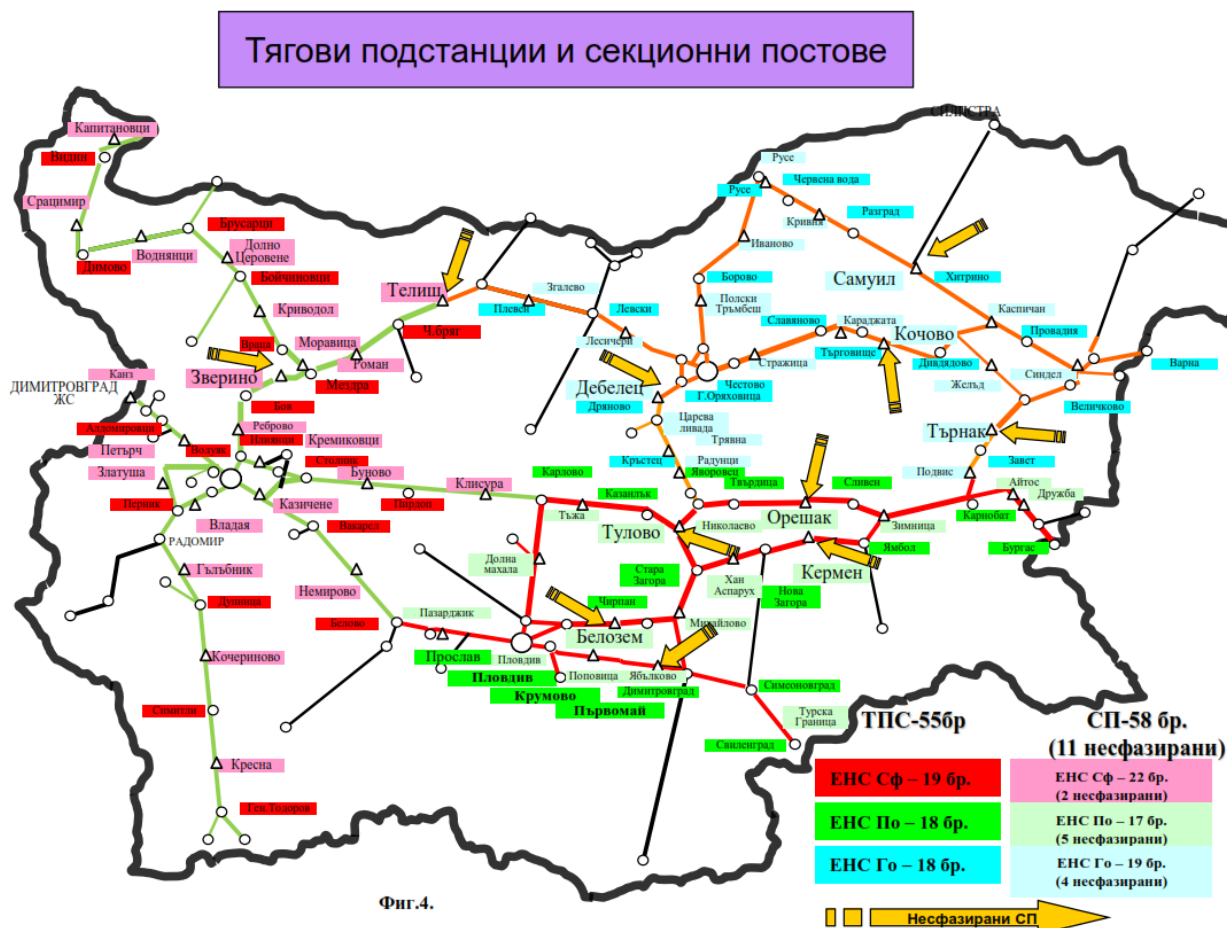 Тягови подстанции и секционни постове
СИЛИСТРА
Капитановци
Видин
Срацимир
Брусарци
Долно
Церовене
Воднянци
Димово
Бойчиновци
Криводол
Враца
Моравица
Зверино
Роман
Мездра
Телиш
Ч.бряг
Плевен
Згалево
Левски
Лесичери
Русе
Русе
Червена вода
Кривня
Разград
Иваново
Борово
Полски
Тръмбеш
Самуил
Хитрино
Каспичан
Славяново
Караджата
Кочово
Провадия
Търговище
Стражица
Дивдядово
Варна
Синдел
Желъд
Величково
Дебелец
Честово
Г.Оряховица
Дряново
Царева
ливада
Търнак
Трявна
Кръстец
Радунци
Яворовец
Завет
Подвис
Канз
ДИМИТРОВГРАД
ЖС
Боя
Алдомировци
Реброво
Илиянци
Кремиковци
Петърч
Волуяк
Столник
Златуша
Буново
Клисура
Пирдоп
Перник
Казичене
Владая
Вакарел
РАДОМИР
Гълъбник
Немирово
Дупница
Белово
Кочериново
Симитли
Кресна
Ген.Тодоров
Карлово
Казанлък
Твърдица
Сливен
Айтос
Дружба
Тъжа
Николаево
Орешак
Зимница
Карнобат
Тулово
Ямбол
Бургас
Долна
махала
Стара
Загора
Хан
Аспарух
Кермен
Нова
Загора
Чирпан
Пазарджик
Белозем
Михайлово
Прослав
Пловдив
Пловдив
Поповица
Ябълково
Крумово
Димитровград
Симеоновград
Първомай
Турска
Граница
Свиленград
ТПС-55бр
СП-58 бр.
(11 несфазирани)
ЕНС Сф – 19 бр.
ЕНС Сф – 22 бр.
(2 несфазирани)
ЕНС По – 18 бр.
ЕНС По – 17 бр.
(5 несфазирани)
ЕНС Го – 18 бр.
ЕНС Го – 19 бр.
(4 несфазирани)
Несфазирани СП
Фиг.4.